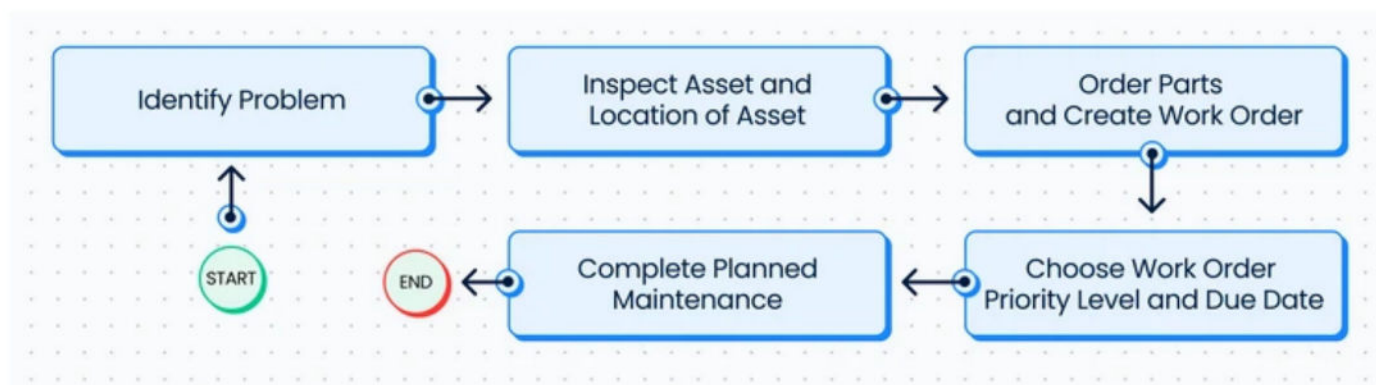 Identify Problem
Inspect Asset and
Location of Asset
Order Parts
and Create Work Order
START
END
Complete Planned
Maintenance
Choose Work Order
Priority Level and Due Date